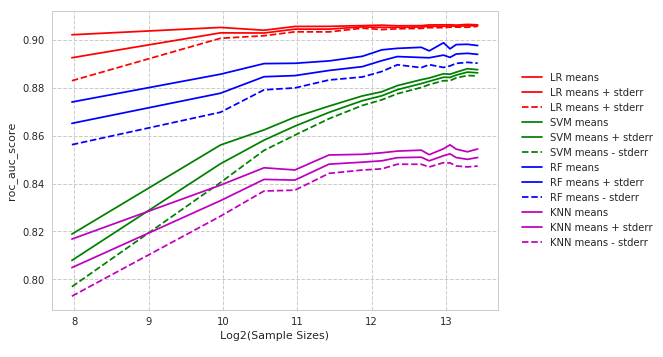 roc_auc_score
0.90
0.88
0.86
0.84
0.82
0.80
8
9
10
11
12
13
Log2(Sample Sizes)
LR means
LR means + stderr
LR means + stderr
SVM means
SVM means + stderr
SVM means - stderr
RF means
RF means + stderr
RF means - stderr
KNN means
KNN means + stderr
KNN means - stderr